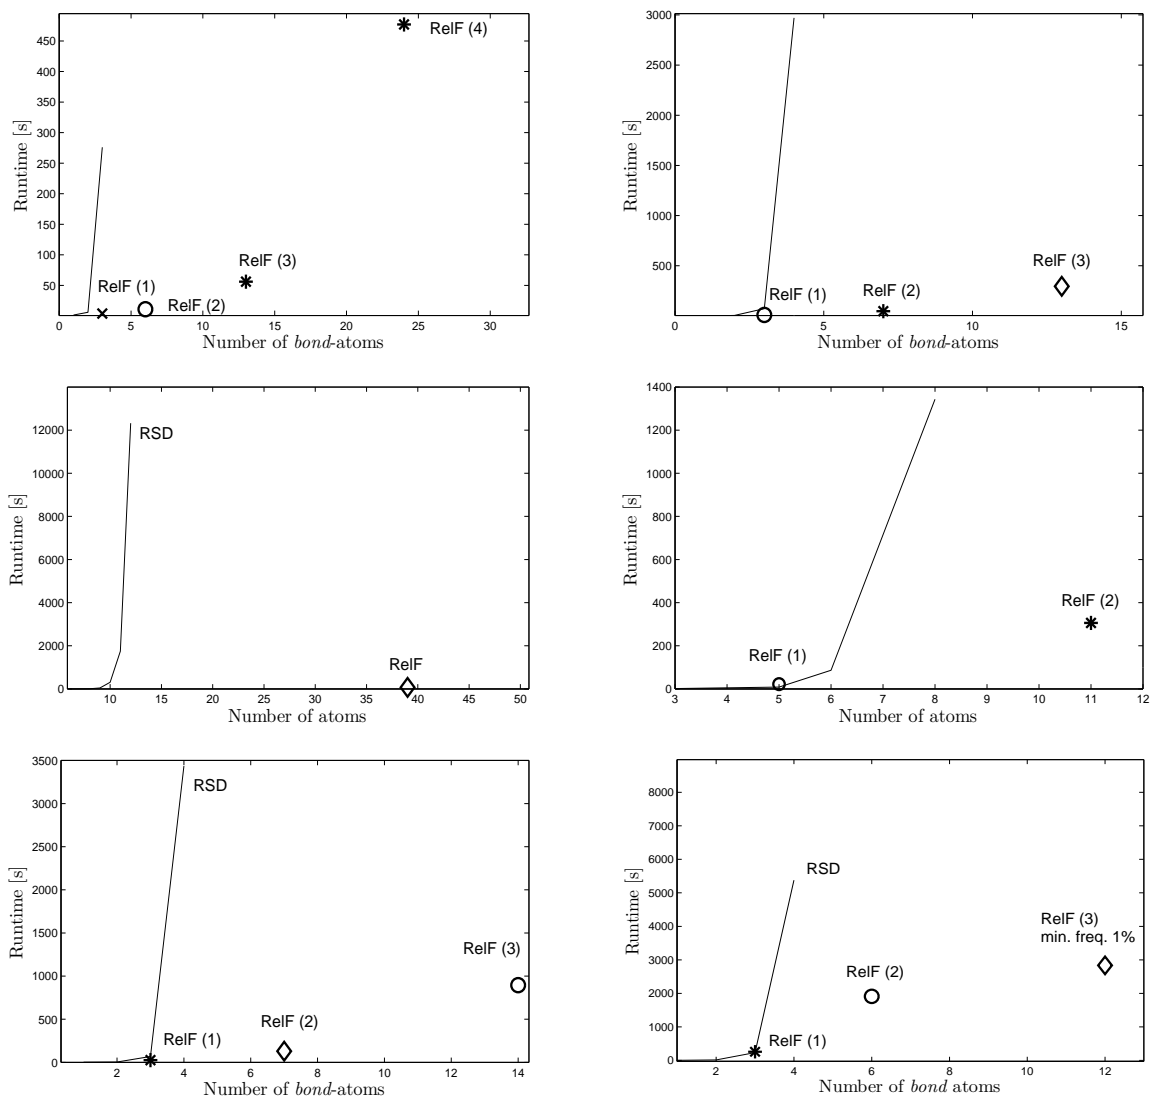 450
400
350
300
250
200
150
100
50
0 5 10 15 20 25 30
Runtime [s]
Number of bond-atoms
RelF (1)
RelF (2)
RelF (3)
RelF (4)
3000
2500
2000
1500
1000
500
0 5 10 15
Runtime [s]
Number of bond-atoms
RelF (1)
RelF (2)
RelF (3)
12000
10000
8000
6000
4000
2000
0
10 15 20 25 30 35 40 45 50
Runtime [s]
Number of atoms
RSD
RelF
1400
1200
1000
800
600
400
200
0
3 4 5 6 7 8 9 10 11 12
Runtime [s]
Number of atoms
RelF (1)
RelF (2)
3500
3000
2500
2000
1500
1000
500
0
2 4 6 8 10 12 14
Runtime [s]
Number of bond-atoms
RSD
RelF (1)
RelF (2)
RelF (3)
8000
7000
6000
5000
4000
3000
2000
1000
0
2 4 6 8 10 12
Runtime [s]
Number of bond atoms
RSD
RelF (1)
RelF (2)
RelF (3)
min. freq. 1%